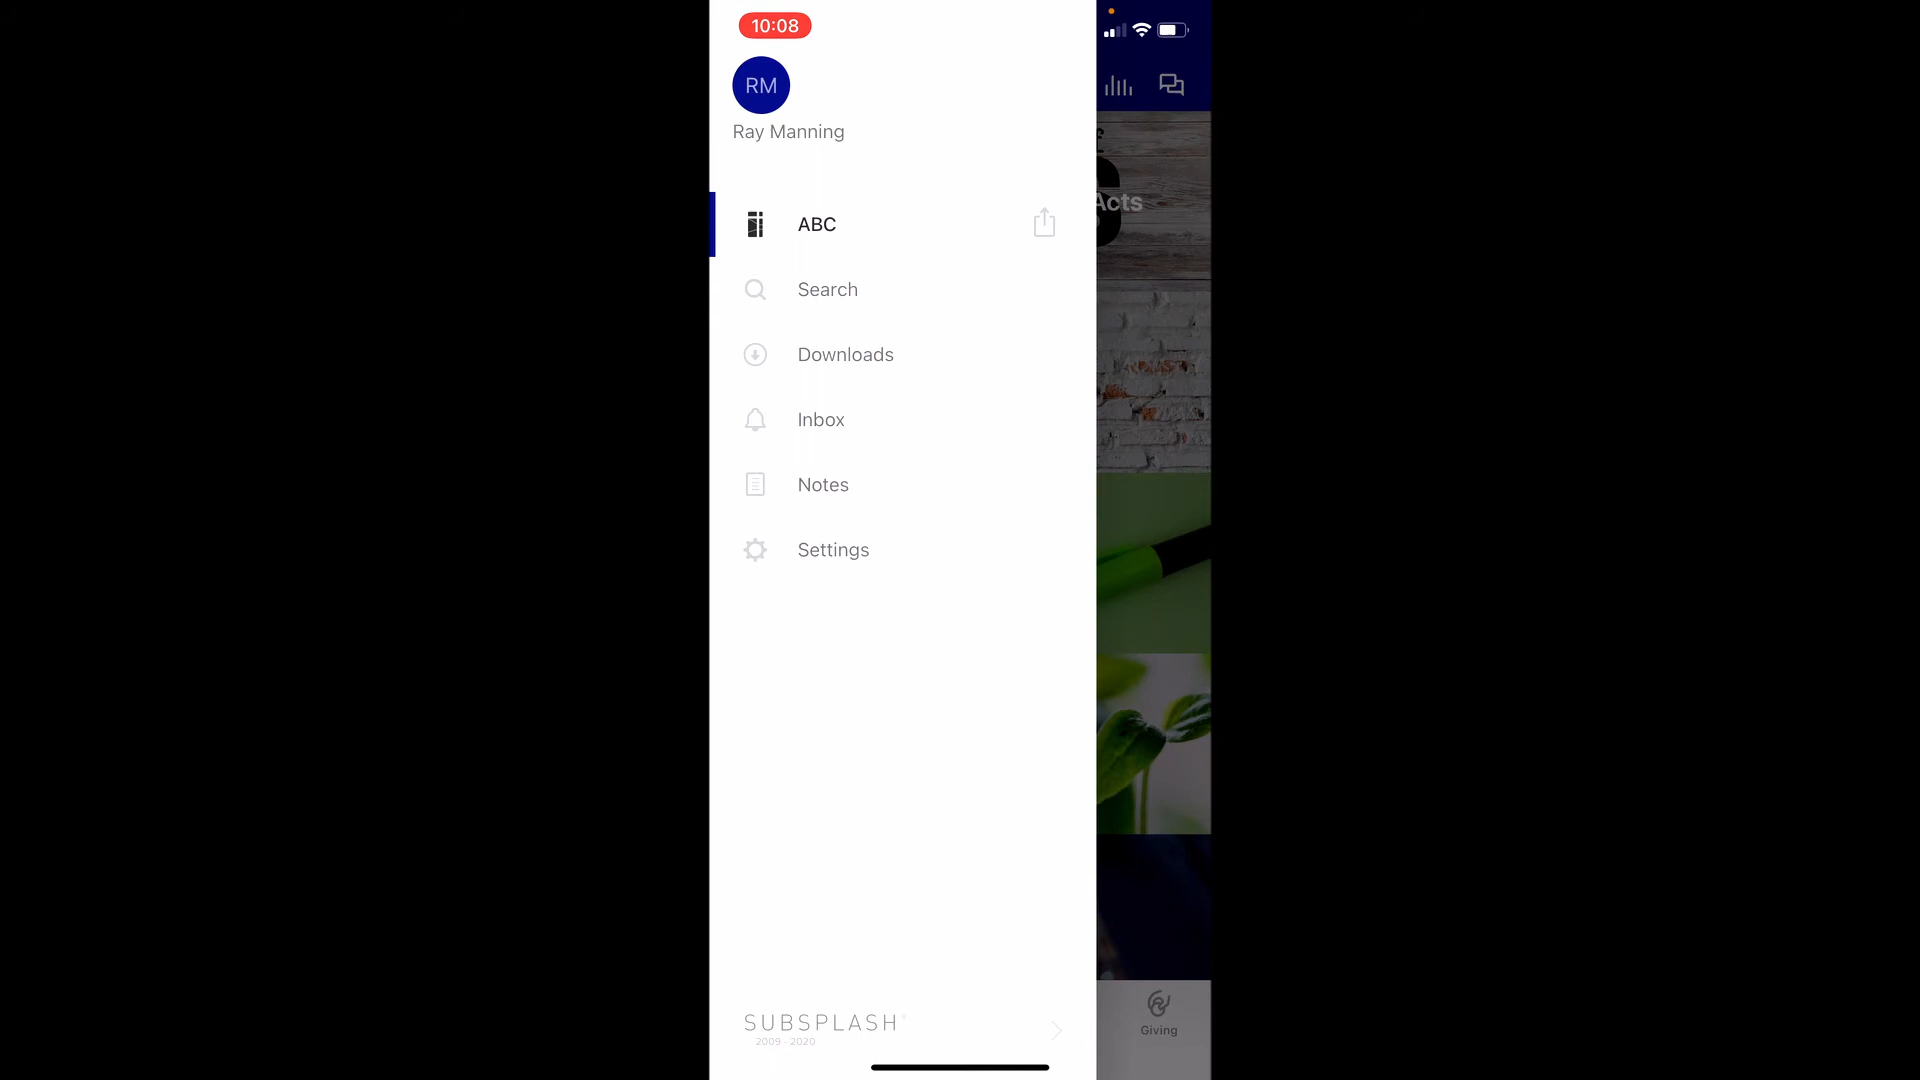 10:08
RM
Ray Manning
Acts
ABC
Search
Downloads
Inbox
Notes
Settings
SUBSPLASH
2009 - 2020
Giving